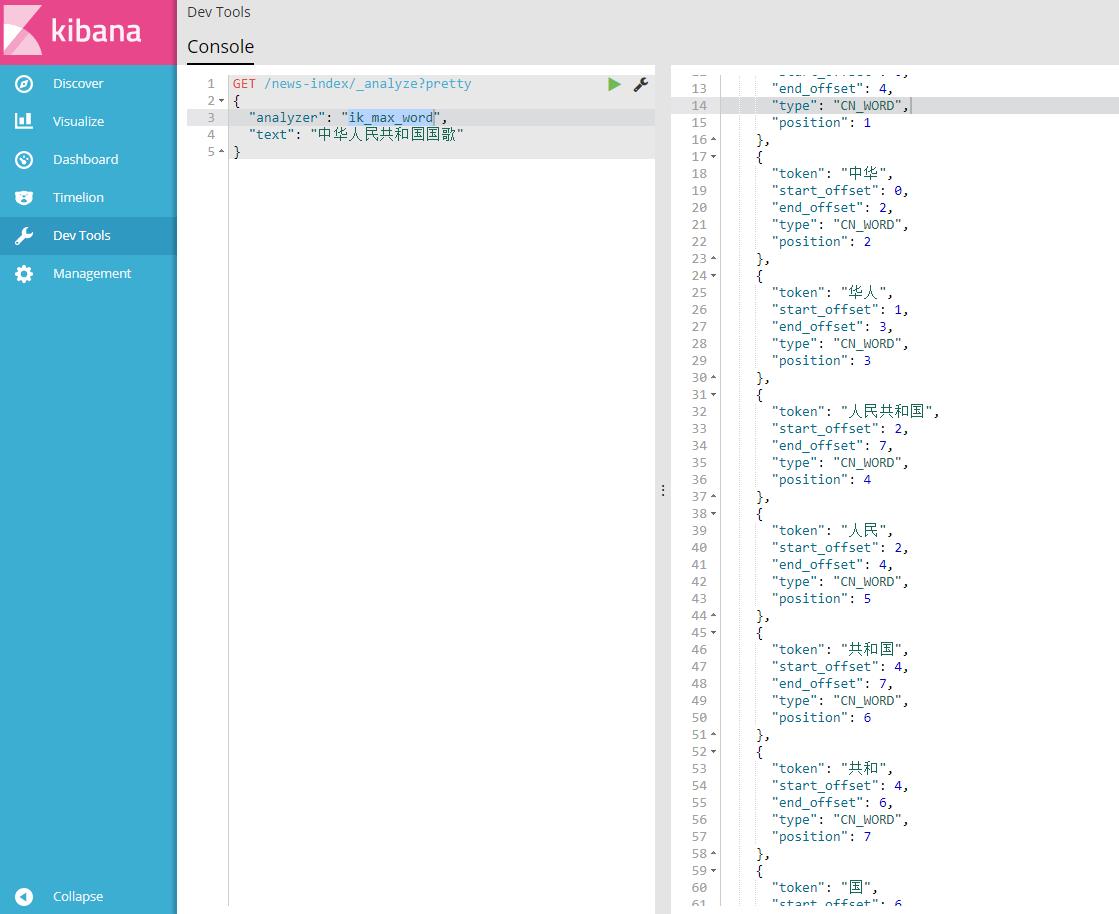 kibana
Discover
Visualize
Dashboard
Timelion
Dev Tools
Management
Collapse
Dev Tools
Console
1 GET /news-index/_analyze?pretty
2 {
3 "analyzer": "ik_max_word",
4 "text": "中华人民共和国国歌"
5 }
13 "end_offset": 4,
14 "type": "CN_WORD",
15 "position": 1
16 },
17 {
18 "token": "中华",
19 "start_offset": 0,
20 "end_offset": 2,
21 "type": "CN_WORD",
22 "position": 2
23 },
24 {
25 "token": "华人",
26 "start_offset": 1,
27 "end_offset": 3,
28 "type": "CN_WORD",
29 "position": 3
30 },
31 {
32 "token": "人民共和国",
33 "start_offset": 2,
34 "end_offset": 7,
35 "type": "CN_WORD",
36 "position": 4
37 },
38 {
39 "token": "人民",
40 "start_offset": 2,
41 "end_offset": 4,
42 "type": "CN_WORD",
43 "position": 5
44 },
45 {
46 "token": "共和国",
47 "start_offset": 4,
48 "end_offset": 7,
49 "type": "CN_WORD",
50 "position": 6
51 },
52 {
53 "token": "共和",
54 "start_offset": 4,
55 "end_offset": 6,
56 "type": "CN_WORD",
57 "position": 7
58 },
59 {
60 "token": "国",
61 "start_offset": 6